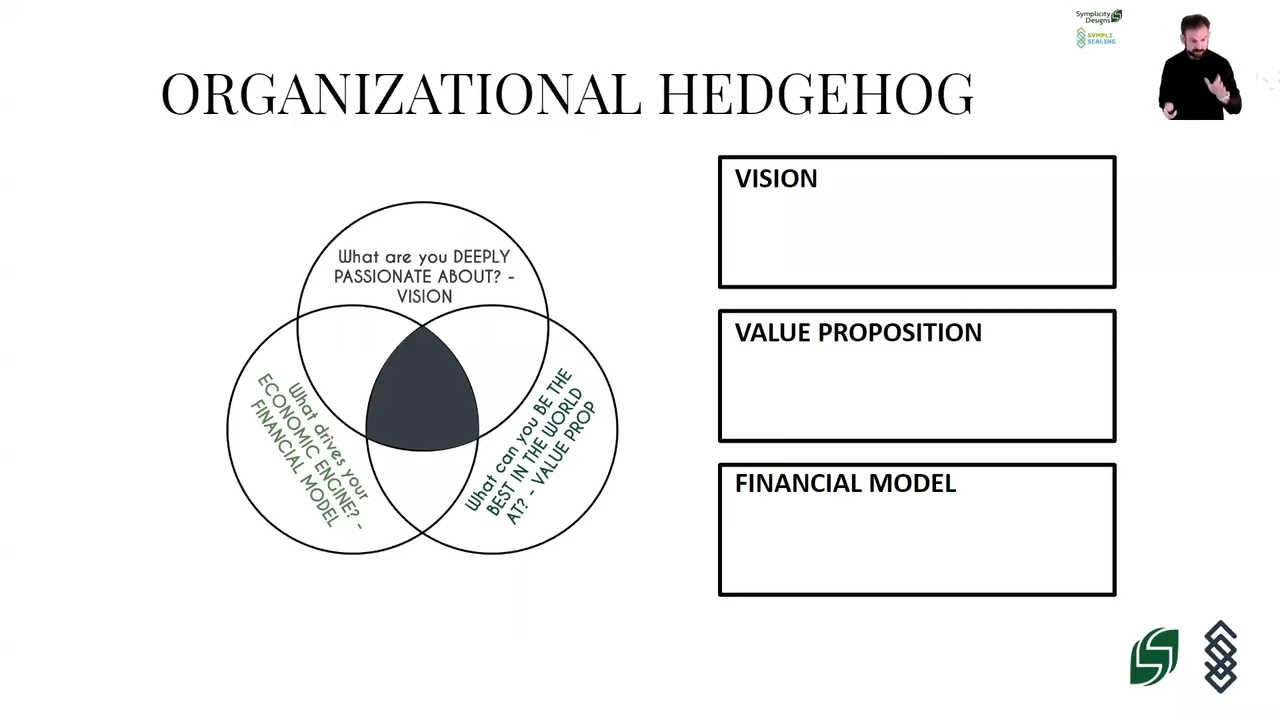 Symplicity
Designs
SYMPLI
SCALING
ORGANIZATIONAL HEDGEHOG
What are you DEEPLY
PASSIONATE ABOUT? -
VISION
What drives your
ECONOMIC ENGINE? -
FINANCIAL MODEL
What can you BE THE
BEST IN THE WORLD
AT? - VALUE PROP
VISION
VALUE PROPOSITION
FINANCIAL MODEL